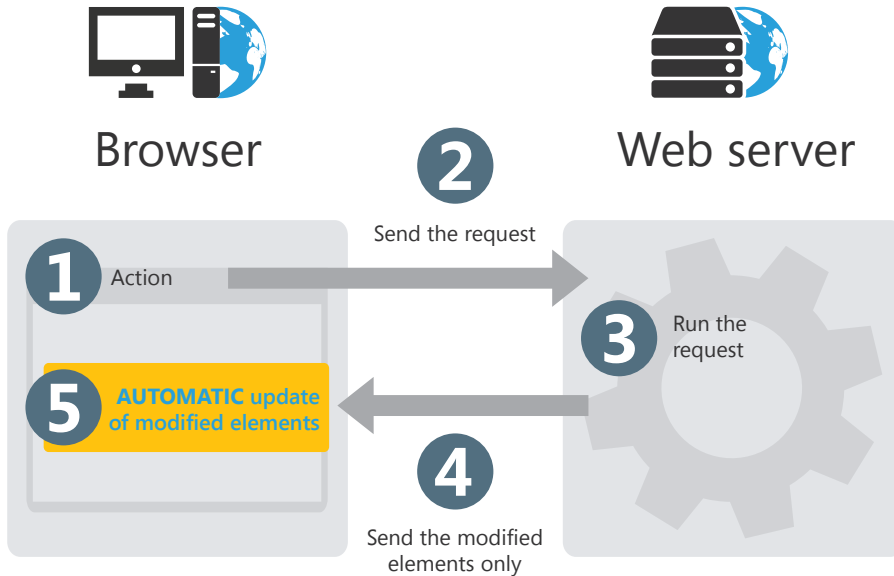 Browser
Web server
2
Send the request
1
Action
3
Run the
request
5
AUTOMATIC update
of modified elements
4
Send the modified
elements only